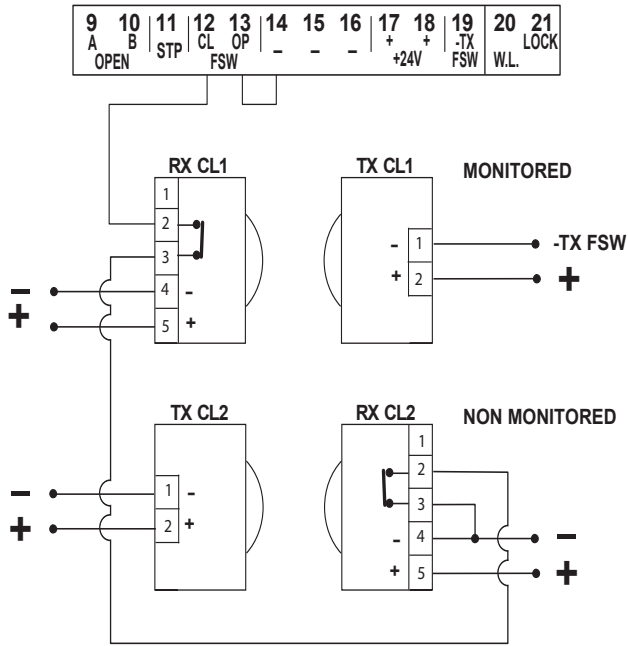 9 10 11 12 13 14 15 16 17 18 19 20 21
A B STP CL OP - - - + + -TX LOCK
OPEN FSW +24V FSW W.L.
RX CL1 TX CL1 MONITORED
1
2
3
4 -
5 +
- +
- 1 -TX FSW
+ 2 +
TX CL2 RX CL2 NON MONITORED
1 -
2 +
- +
1
2
3
- 4 -
+ 5 +